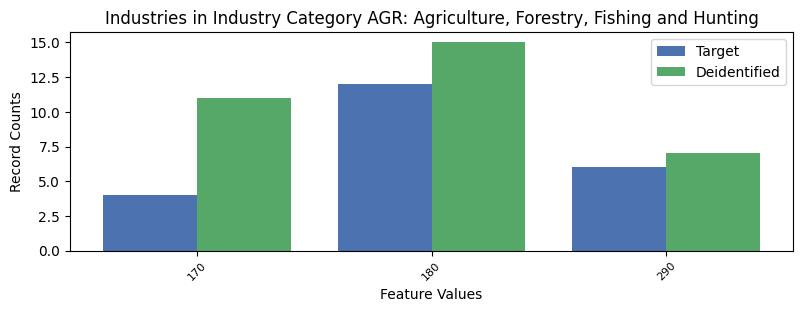 Industries in Industry Category AGR: Agriculture, Forestry, Fishing and Hunting
Target
Deidentified
Record Counts
15.0
12.5
10.0
7.5
5.0
2.5
0.0
170
180
290
Feature Values